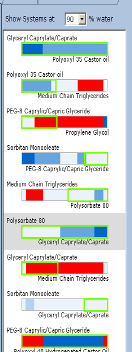 Show Systems at 90 % water
Glyceryl Caprylate/Caprate
Polyoxyl 35 Castor oil
Polyoxyl 35 Castor oil
Medium Chain Triglycerides
PEG-8 Caprylic/Capric Glyceride
Propylene Glycol
Sorbitan Monooleate
PEG-8 Caprylic/Capric Glyceride
Medium Chain Triglycerides
Polysorbate 80
Polysorbate 80
Glyceryl Caprylate/Caprate
Glyceryl Caprylate/Caprate
Medium Chain Triglycerides
Sorbitan Monooleate
Glyceryl Caprylate/Caprate
PEG-8 Caprylic/Capric Glyceride
Polyoxyl 40 Hydrogenated Castor Oil